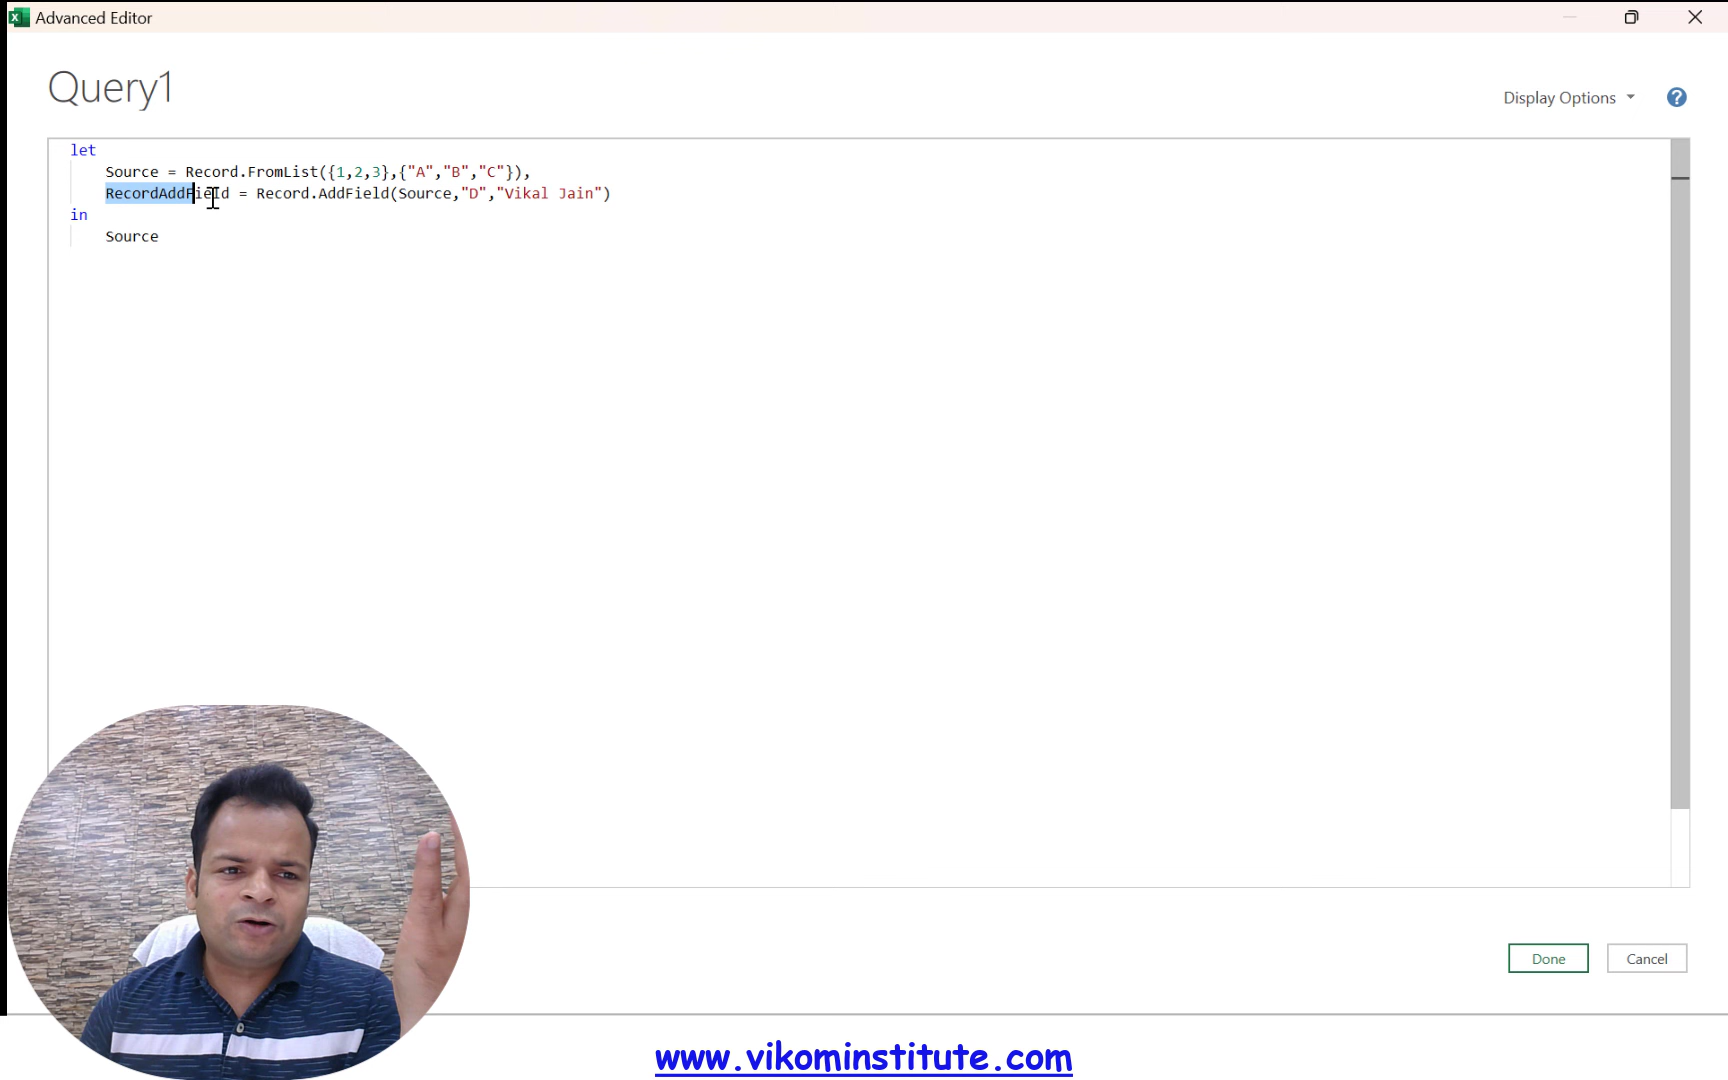 Advanced Editor
Query1
Display Options
?
let
Source = Record.FromList({1,2,3},{"A","B","C"}),
RecordAddField = Record.AddField(Source,"D","Vikal Jain")
in
Source
Done
Cancel
www.vikominstitute.com